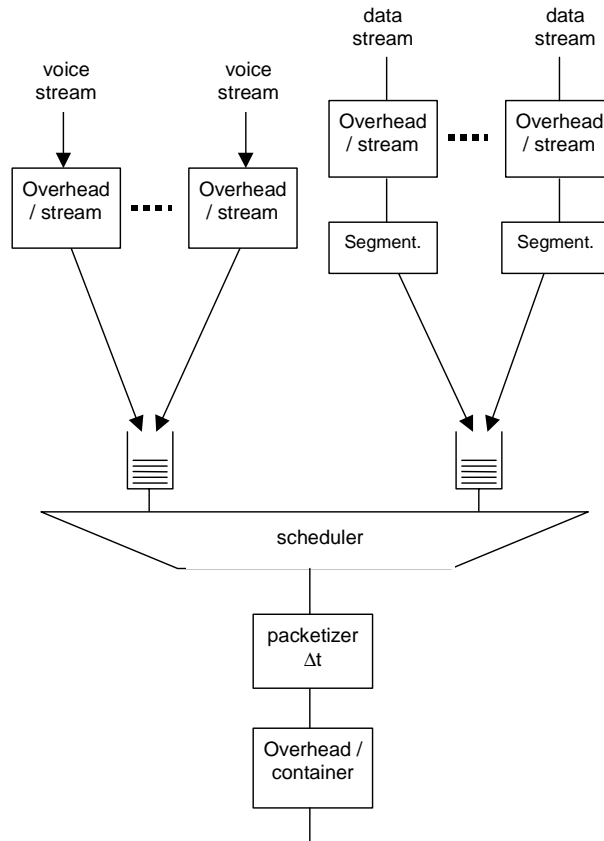 data
stream
data
stream
voice
stream
voice
stream
Overhead
/ stream
Overhead
/ stream
Overhead
/ stream
Overhead
/ stream
Segment.
Segment.
scheduler
packetizer
Δt
Overhead /
container